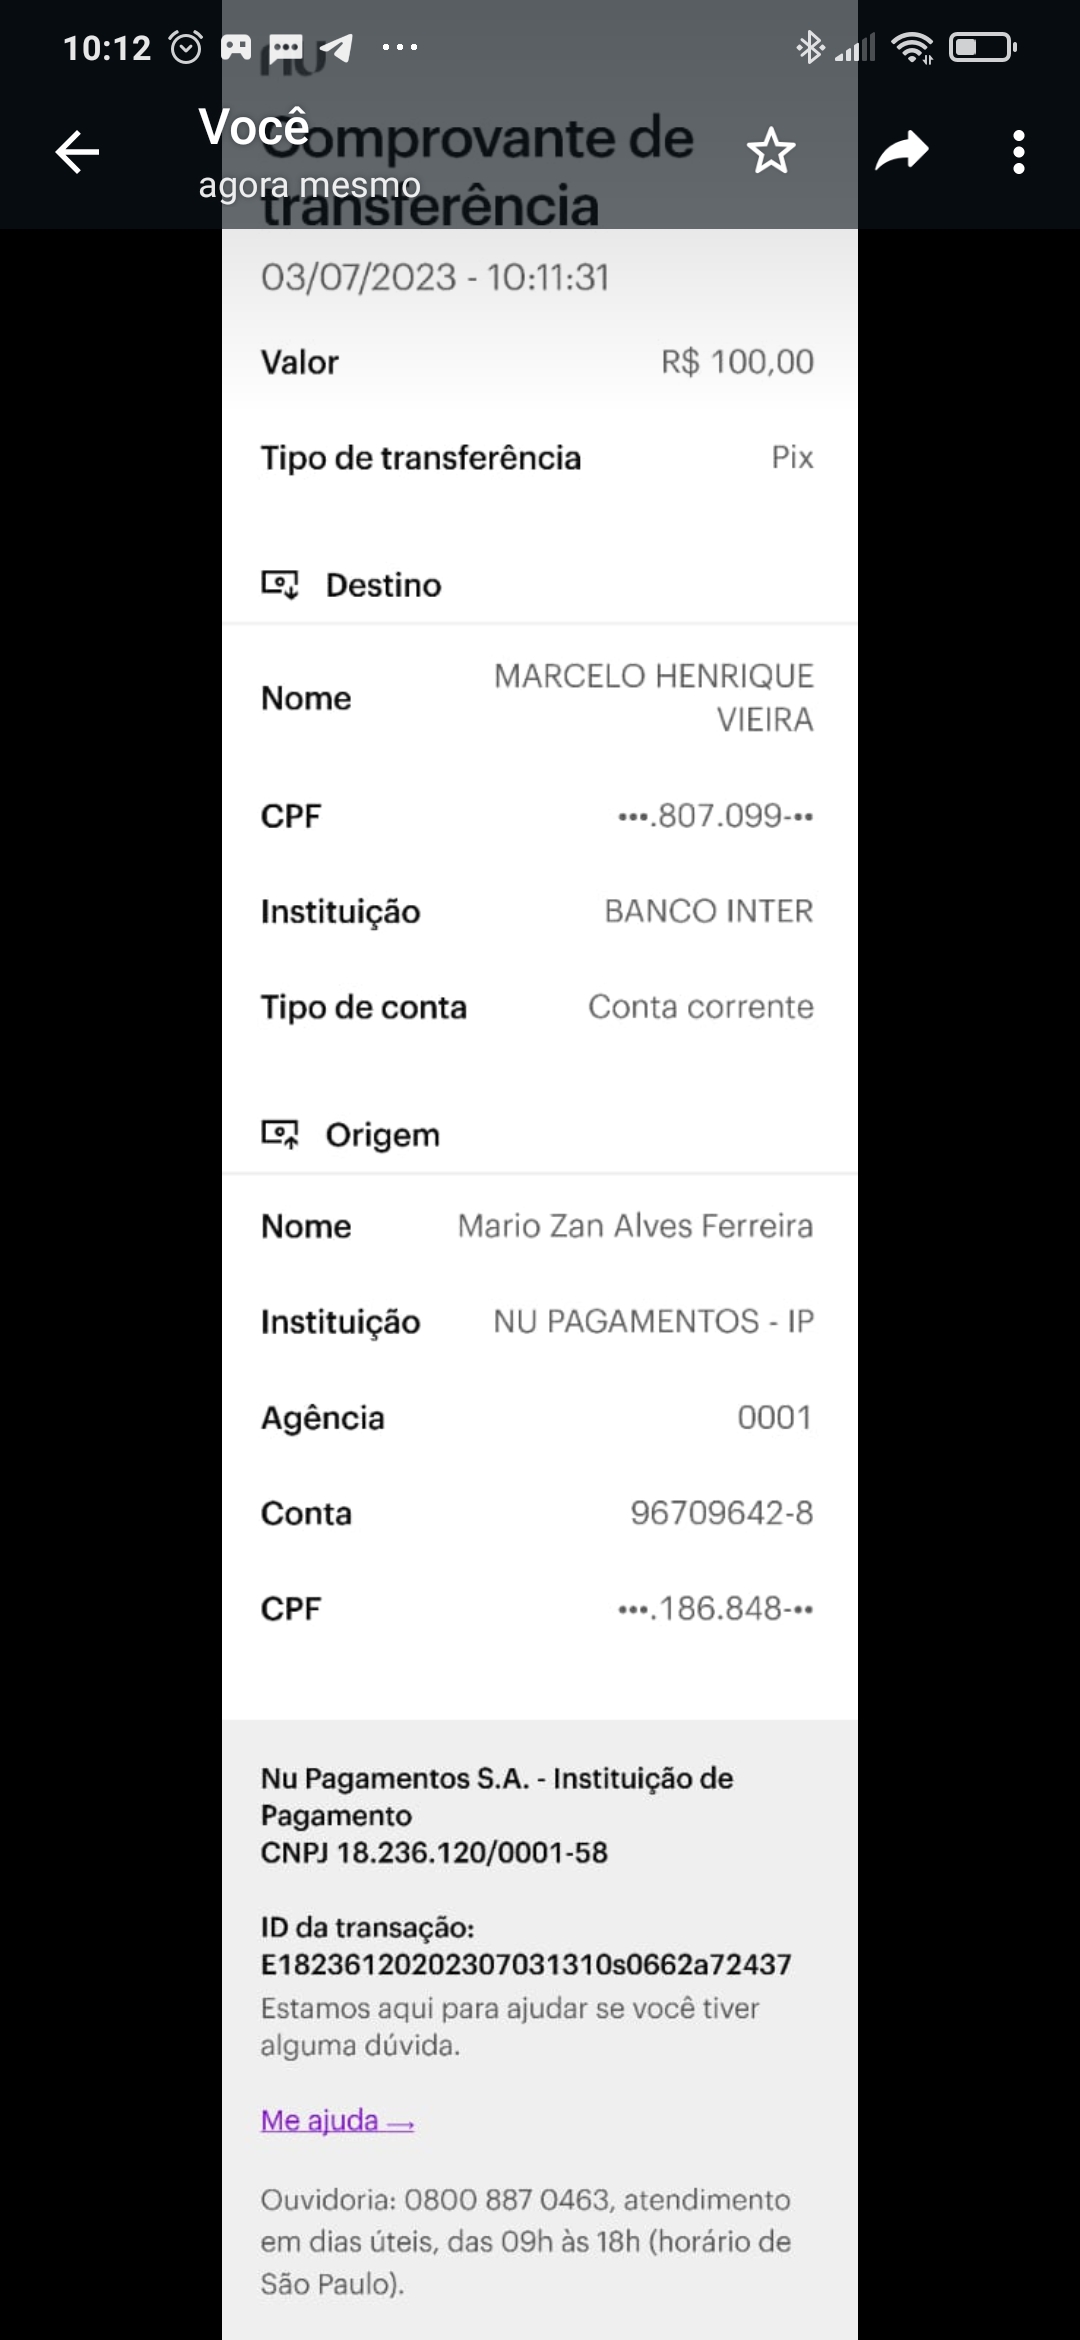 10:12
nu
Você
Comprovante de
agora mesmo
transferência
03/07/2023 - 10:11:31
Valor R$ 100,00
Tipo de transferência Pix
Destino
Nome MARCELO HENRIQUE
VIEIRA
CPF •••.807.099-••
Instituição BANCO INTER
Tipo de conta Conta corrente
Origem
Nome Mario Zan Alves Ferreira
Instituição NU PAGAMENTOS - IP
Agência 0001
Conta 96709642-8
CPF •••.186.848-••
Nu Pagamentos S.A. - Instituição de
Pagamento
CNPJ 18.236.120/0001-58
ID da transação:
E18236120202307031310s0662a72437
Estamos aqui para ajudar se você tiver
alguma dúvida.
Me ajuda →
Ouvidoria: 0800 887 0463, atendimento
em dias úteis, das 09h às 18h (horário de
São Paulo).